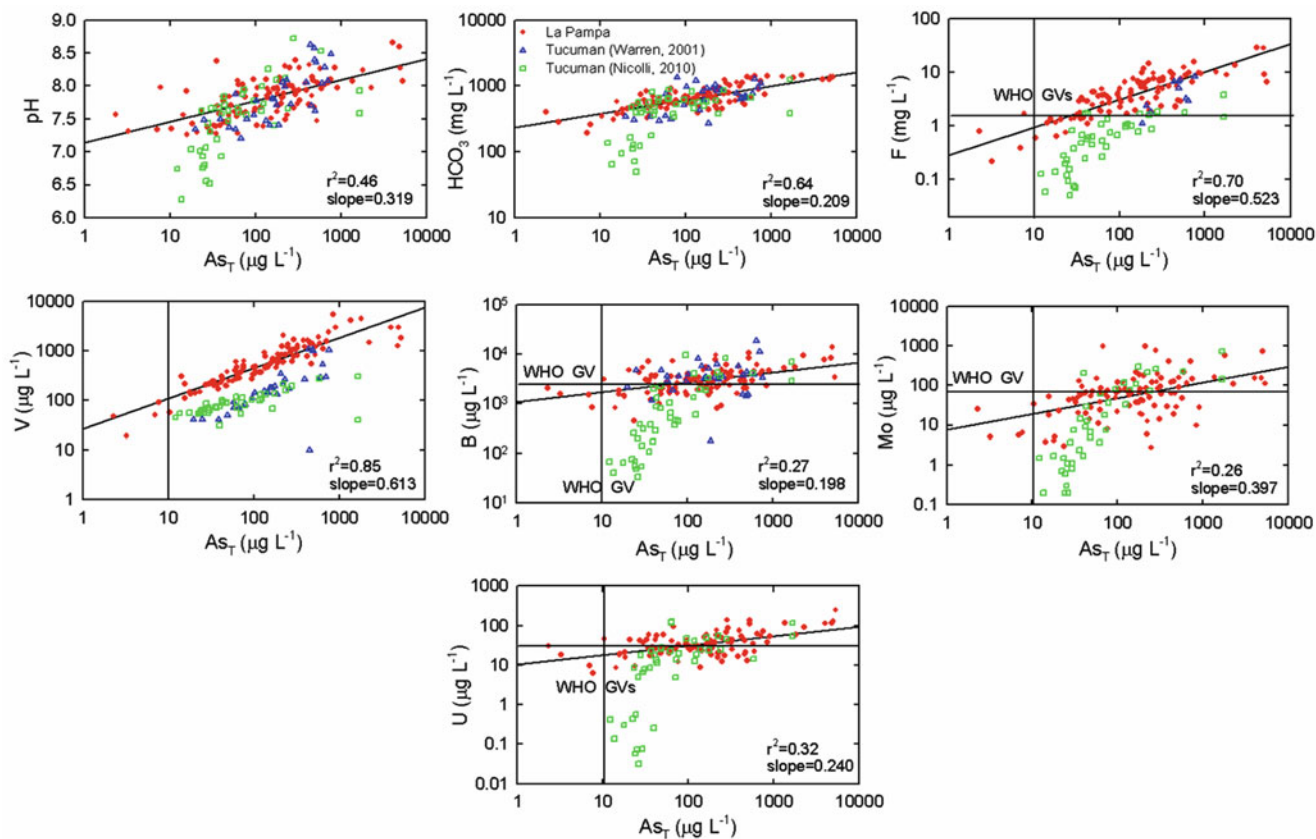 9.0
8.5
8.0
7.5
7.0
6.5
6.0
pH
r²=0.46
slope=0.319
1 10 100 1000 10000
As_T (µg L⁻¹)
10000
1000
100
10
HCO₃ (mg L⁻¹)
La Pampa
Tucuman (Warren, 2001)
Tucuman (Nicolli, 2010)
r²=0.64
slope=0.209
1 10 100 1000 10000
As_T (µg L⁻¹)
100
10
1
0.1
F (mg L⁻¹)
WHO GVs
r²=0.70
slope=0.523
1 10 100 1000 10000
As_T (µg L⁻¹)
10000
1000
100
10
1
V (µg L⁻¹)
r²=0.85
slope=0.613
1 10 100 1000 10000
As_T (µg L⁻¹)
10⁵
10⁴
10³
10²
10¹
B (µg L⁻¹)
WHO GV
WHO GV
r²=0.27
slope=0.198
1 10 100 1000 10000
As_T (µg L⁻¹)
10000
1000
100
10
1
0.1
Mo (µg L⁻¹)
WHO GV
r²=0.26
slope=0.397
1 10 100 1000 10000
As_T (µg L⁻¹)
1000
100
10
1
0.1
0.01
U (µg L⁻¹)
WHO GVs
r²=0.32
slope=0.240
1 10 100 1000 10000
As_T (µg L⁻¹)